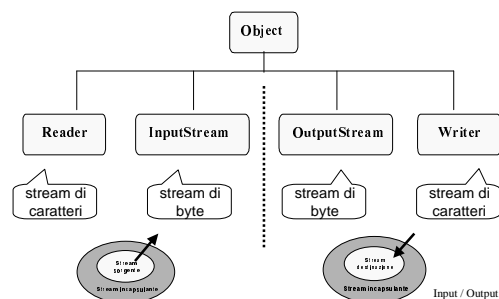 Object
Reader InputStream OutputStream Writer
stream di
caratteri
stream di
byte
stream di
byte
stream di
caratteri
Stream
sorgente
Stream incapsulante
Stream
destinazione
Stream incapsulante
Input / Output